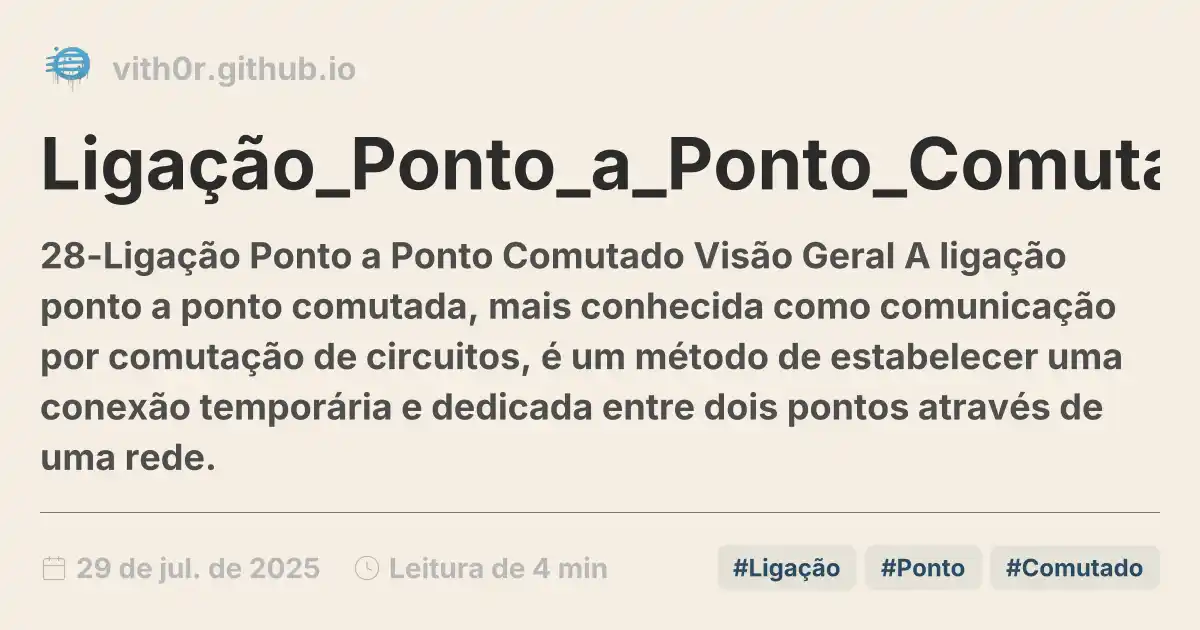 vith0r.github.io
Ligação_Ponto_a_Ponto_Comuta
28-Ligação Ponto a Ponto Comutado Visão Geral A ligação
ponto a ponto comutada, mais conhecida como comunicação
por comutação de circuitos, é um método de estabelecer uma
conexão temporária e dedicada entre dois pontos através de
uma rede.
29 de jul. de 2025 Leitura de 4 min #Ligação #Ponto #Comutado